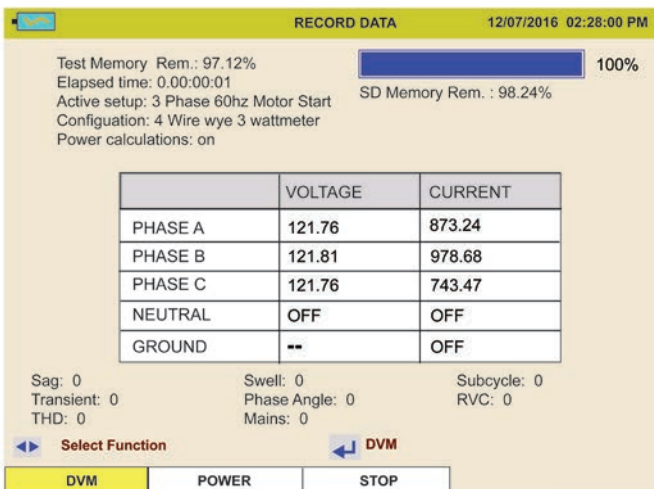 RECORD DATA 12/07/2016 02:28:00 PM
Test Memory Rem.: 97.12%
Elapsed time: 0.00:00:01
Active setup: 3 Phase 60hz Motor Start
Configuation: 4 Wire wye 3 wattmeter
Power calculations: on
100%
SD Memory Rem. : 98.24%
VOLTAGE CURRENT
PHASE A 121.76 873.24
PHASE B 121.81 978.68
PHASE C 121.76 743.47
NEUTRAL OFF OFF
GROUND -- OFF
Sag: 0 Swell: 0 Subcycle: 0
Transient: 0 Phase Angle: 0 RVC: 0
THD: 0 Mains: 0
Select Function DVM
DVM POWER STOP